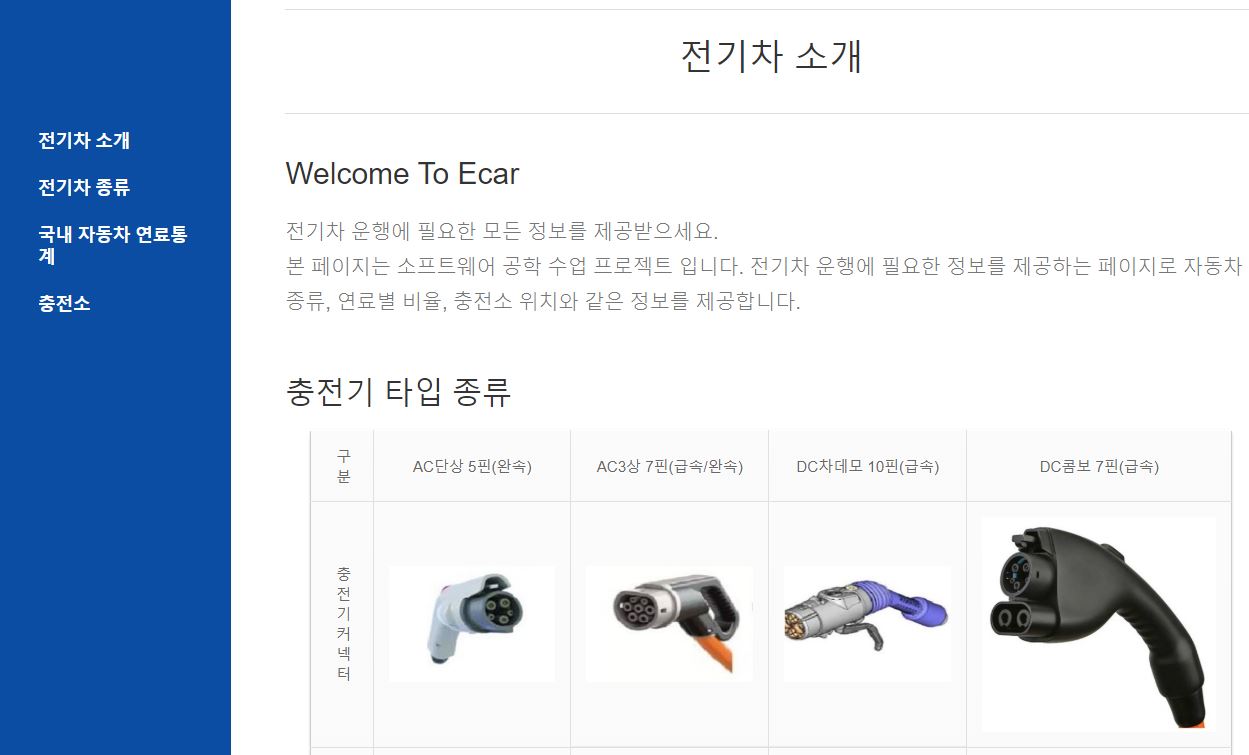 전기차 소개
전기차 종류
국내 자동차 연료통
계
충전소
전기차 소개
Welcome To Ecar
전기차 운행에 필요한 모든 정보를 제공받으세요.
본 페이지는 소프트웨어 공학 수업 프로젝트 입니다. 전기차 운행에 필요한 정보를 제공하는 페이지로 자동차
종류, 연료별 비율, 충전소 위치와 같은 정보를 제공합니다.
충전기 타입 종류
구
분
AC단상 5핀(완속)
AC3상 7핀(급속/완속)
DC차데모 10핀(급속)
DC콤보 7핀(급속)
충
전
기
커
넥
터